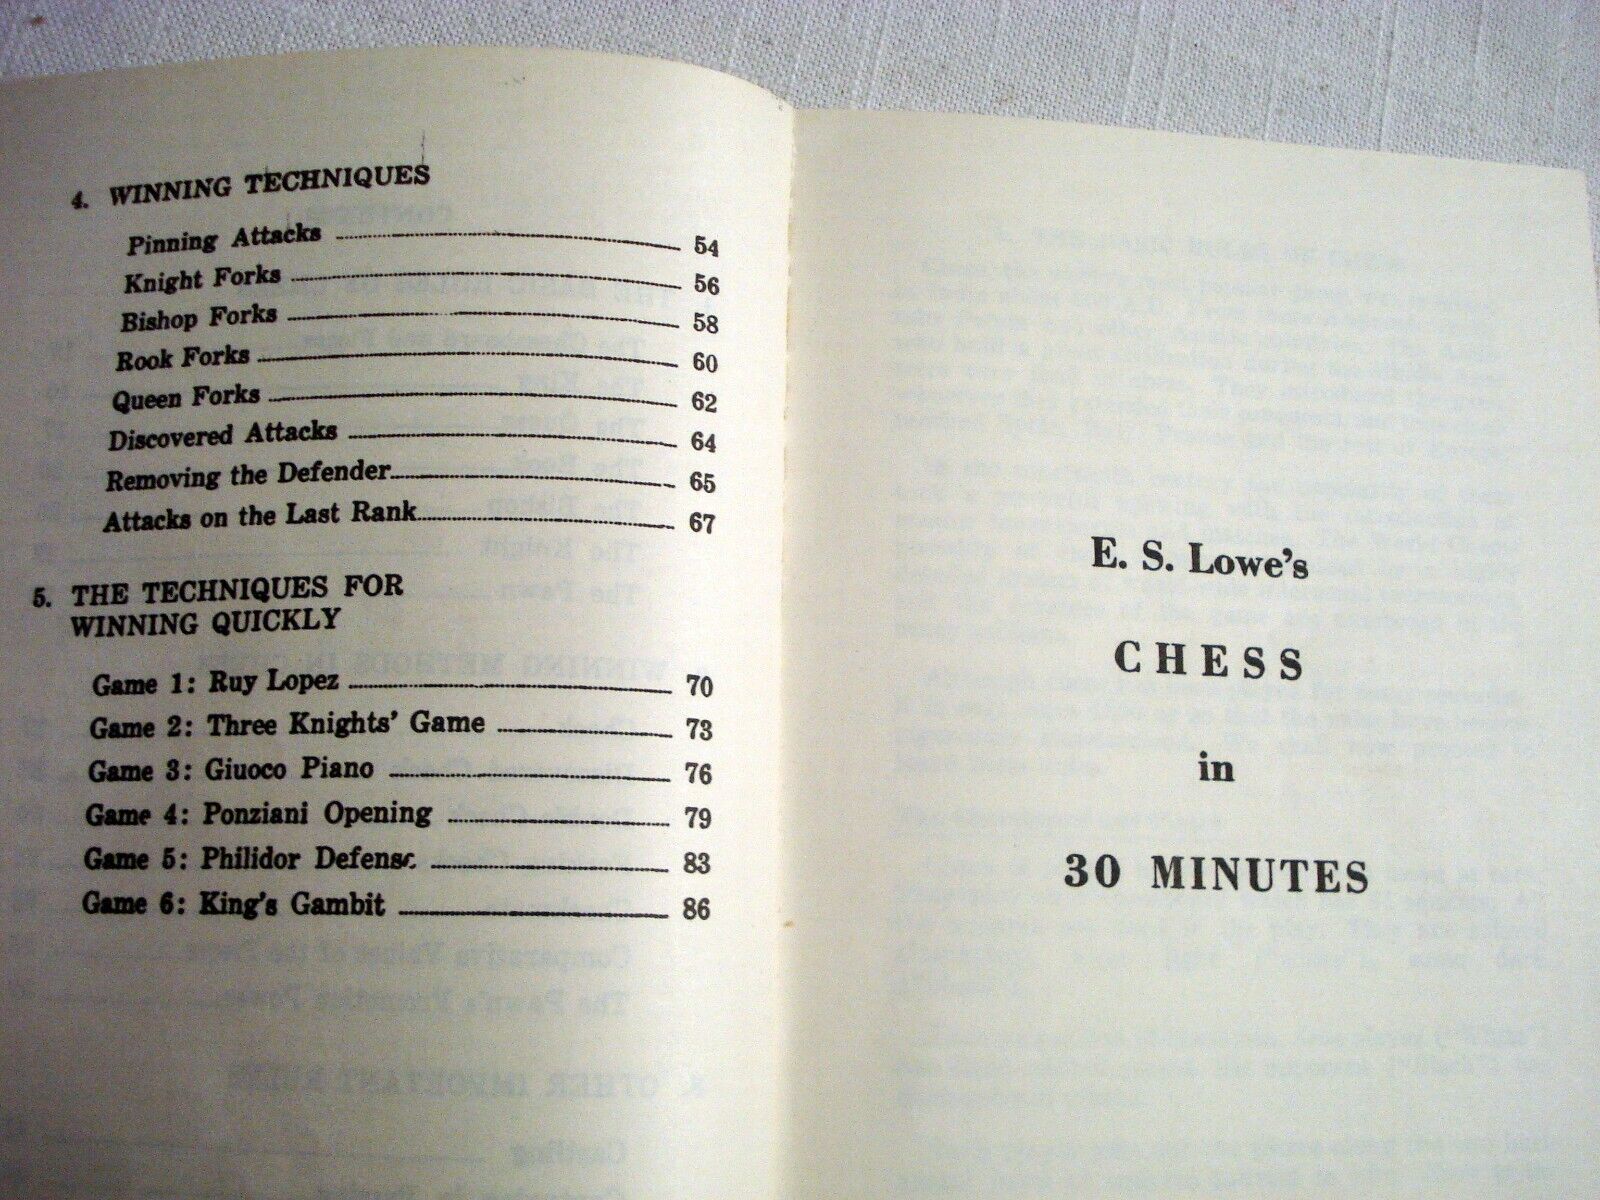 4. WINNING TECHNIQUES
Pinning Attacks 54
Knight Forks 56
Bishop Forks 58
Rook Forks 60
Queen Forks 62
Discovered Attacks 64
Removing the Defender 65
Attacks on the Last Rank 67
5. THE TECHNIQUES FOR
WINNING QUICKLY
Game 1: Ruy Lopez 70
Game 2: Three Knights' Game 73
Game 3: Giuoco Piano 76
Game 4: Ponziani Opening 79
Game 5: Philidor Defense 83
Game 6: King's Gambit 86
E. S. Lowe's
CHESS
in
30 MINUTES